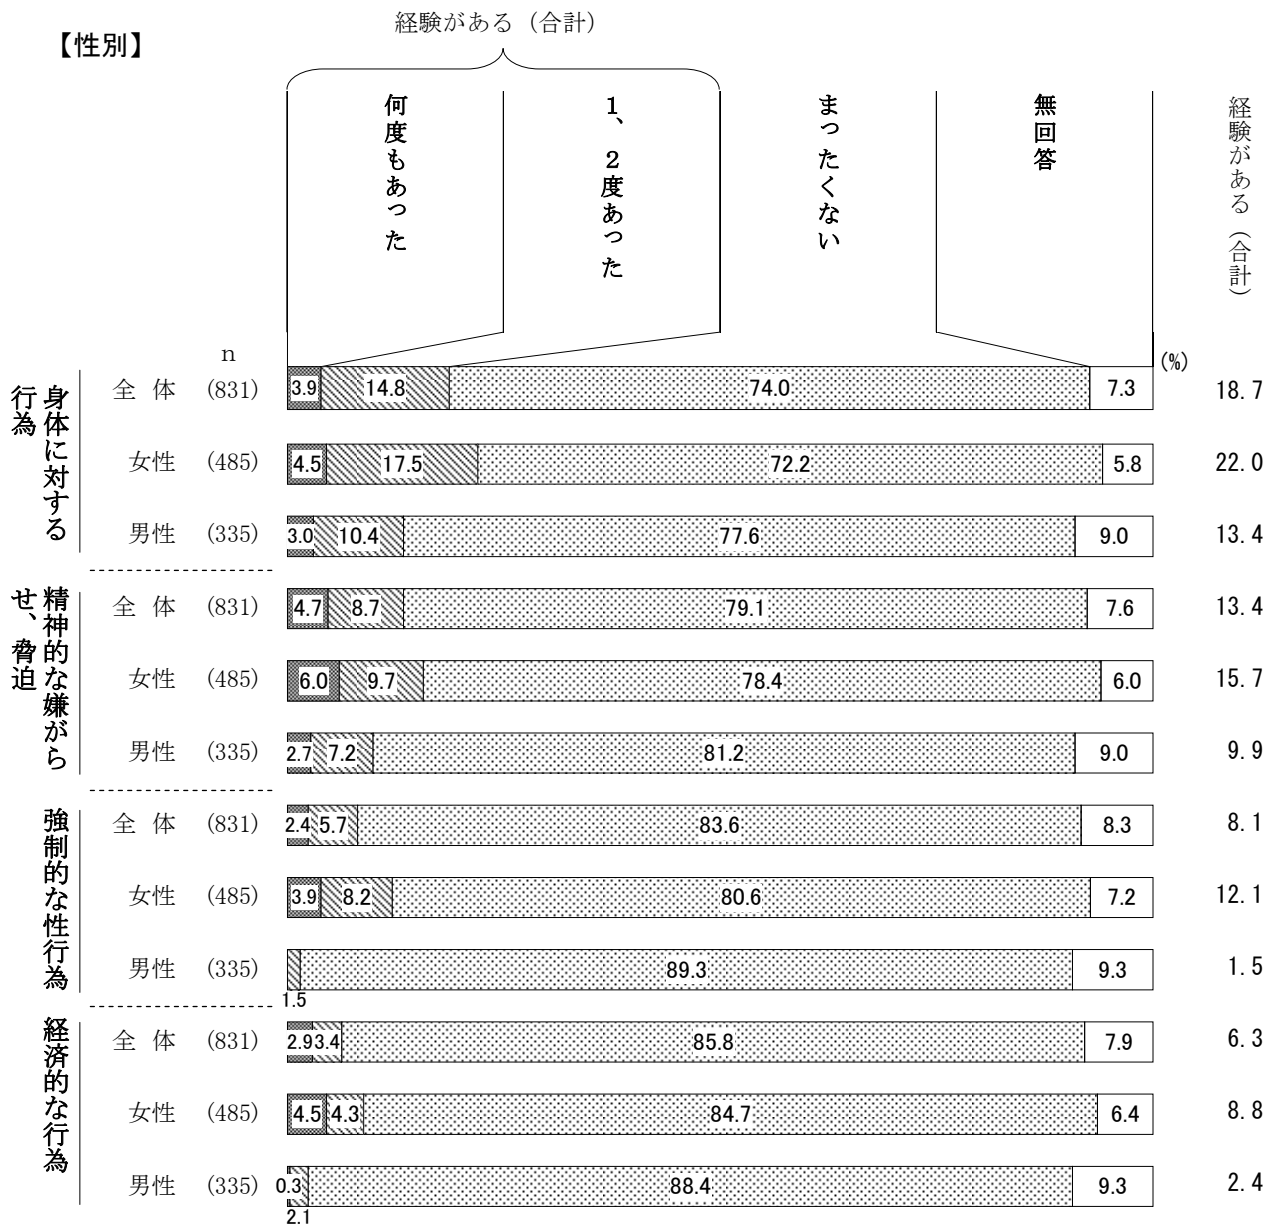 【性別】
経験がある（合計）
何度もあった
１、２度あった
まったくない
無回答
経験がある（合計）
n
(%)
身体に対する行為
全 体 (831) 3.9 14.8 74.0 7.3 18.7
女性 (485) 4.5 17.5 72.2 5.8 22.0
男性 (335) 3.0 10.4 77.6 9.0 13.4
精神的な嫌がらせ、脅迫
全 体 (831) 4.7 8.7 79.1 7.6 13.4
女性 (485) 6.0 9.7 78.4 6.0 15.7
男性 (335) 2.7 7.2 81.2 9.0 9.9
強制的な性行為
全 体 (831) 2.4 5.7 83.6 8.3 8.1
女性 (485) 3.9 8.2 80.6 7.2 12.1
男性 (335) 89.3 9.3 1.5
1.5
経済的な行為
全 体 (831) 2.9 3.4 85.8 7.9 6.3
女性 (485) 4.5 4.3 84.7 6.4 8.8
男性 (335) 0.3 88.4 9.3 2.4
2.1